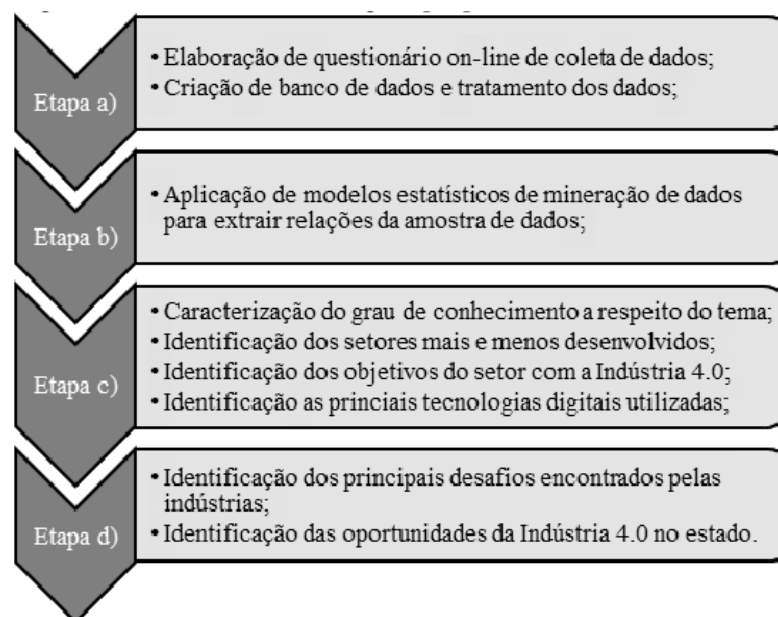 Etapa a)
• Elaboração de questionário on-line de coleta de dados;
• Criação de banco de dados e tratamento dos dados;
Etapa b)
• Aplicação de modelos estatísticos de mineração de dados
para extrair relações da amostra de dados;
Etapa c)
• Caracterização do grau de conhecimento a respeito do tema;
• Identificação dos setores mais e menos desenvolvidos;
• Identificação dos objetivos do setor com a Indústria 4.0;
• Identificação as princiais tecnologias digitais utilizadas;
Etapa d)
• Identificação dos principais desafios encontrados pelas
indústrias;
• Identificação das oportunidades da Indústria 4.0 no estado.